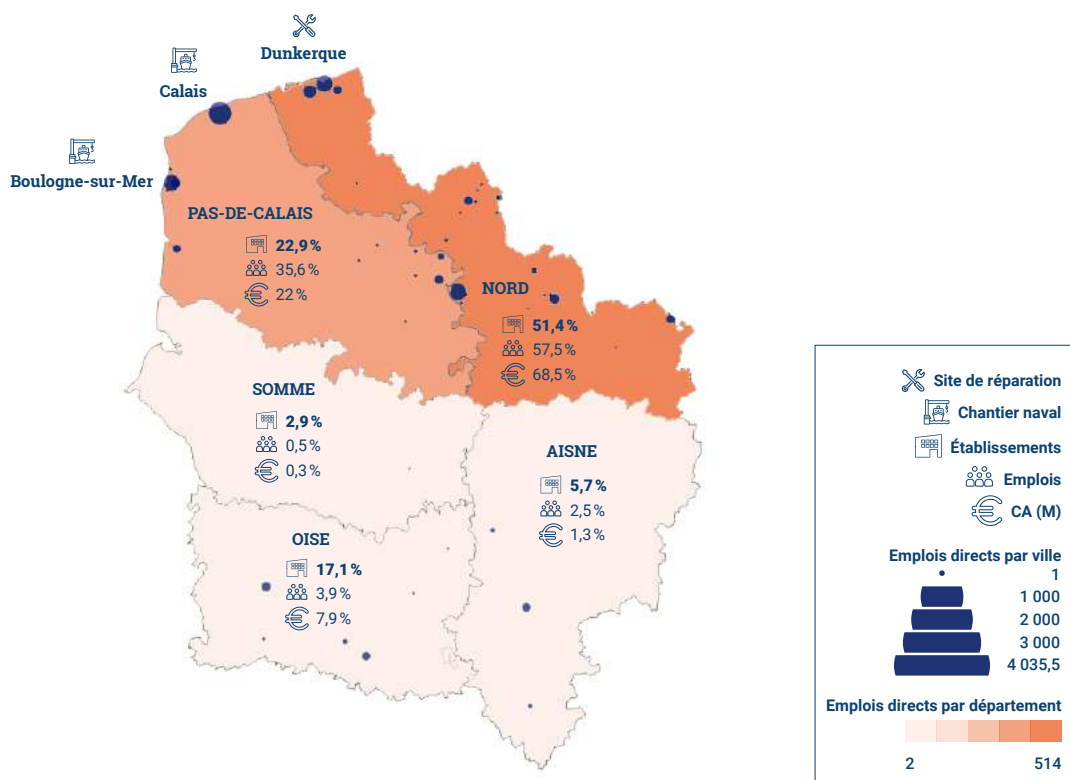 Dunkerque
Calais
Boulogne-sur-Mer
PAS-DE-CALAIS
22,9 %
35,6 %
22 %
NORD
51,4 %
57,5 %
68,5 %
SOMME
2,9 %
0,5 %
0,3 %
AISNE
5,7 %
2,5 %
1,3 %
OISE
17,1 %
3,9 %
7,9 %
Site de réparation
Chantier naval
Établissements
Emplois
CA (M)
Emplois directs par ville
1
1 000
2 000
3 000
4 035,5
Emplois directs par département
2 514